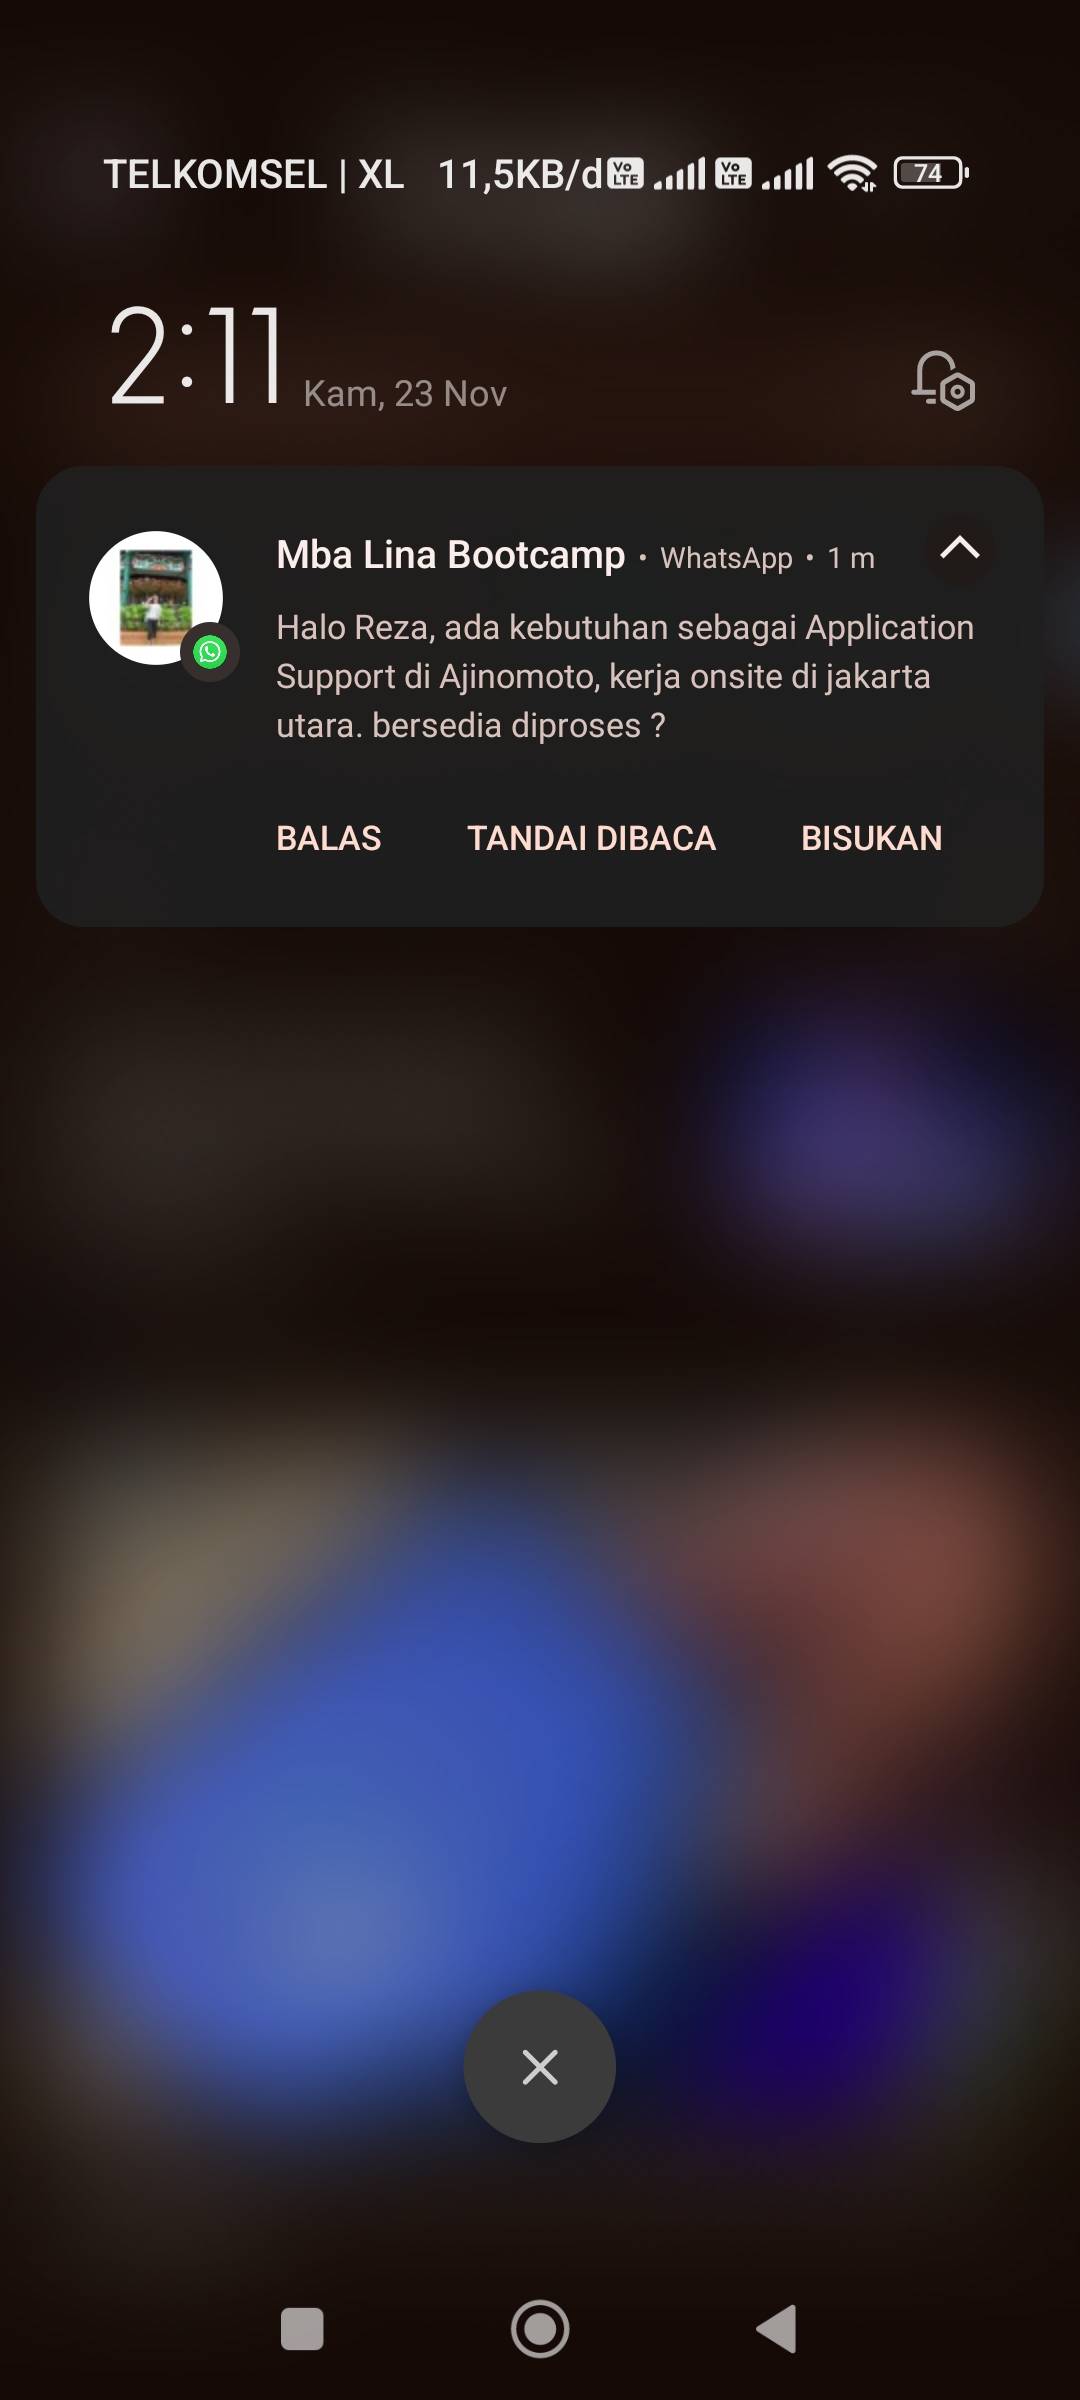 TELKOMSEL | XL 11,5KB/d Vo LTE Vo LTE 74
2:11 Kam, 23 Nov
Mba Lina Bootcamp • WhatsApp • 1 m
Halo Reza, ada kebutuhan sebagai Application
Support di Ajinomoto, kerja onsite di jakarta
utara. bersedia diproses ?
BALAS TANDAI DIBACA BISUKAN